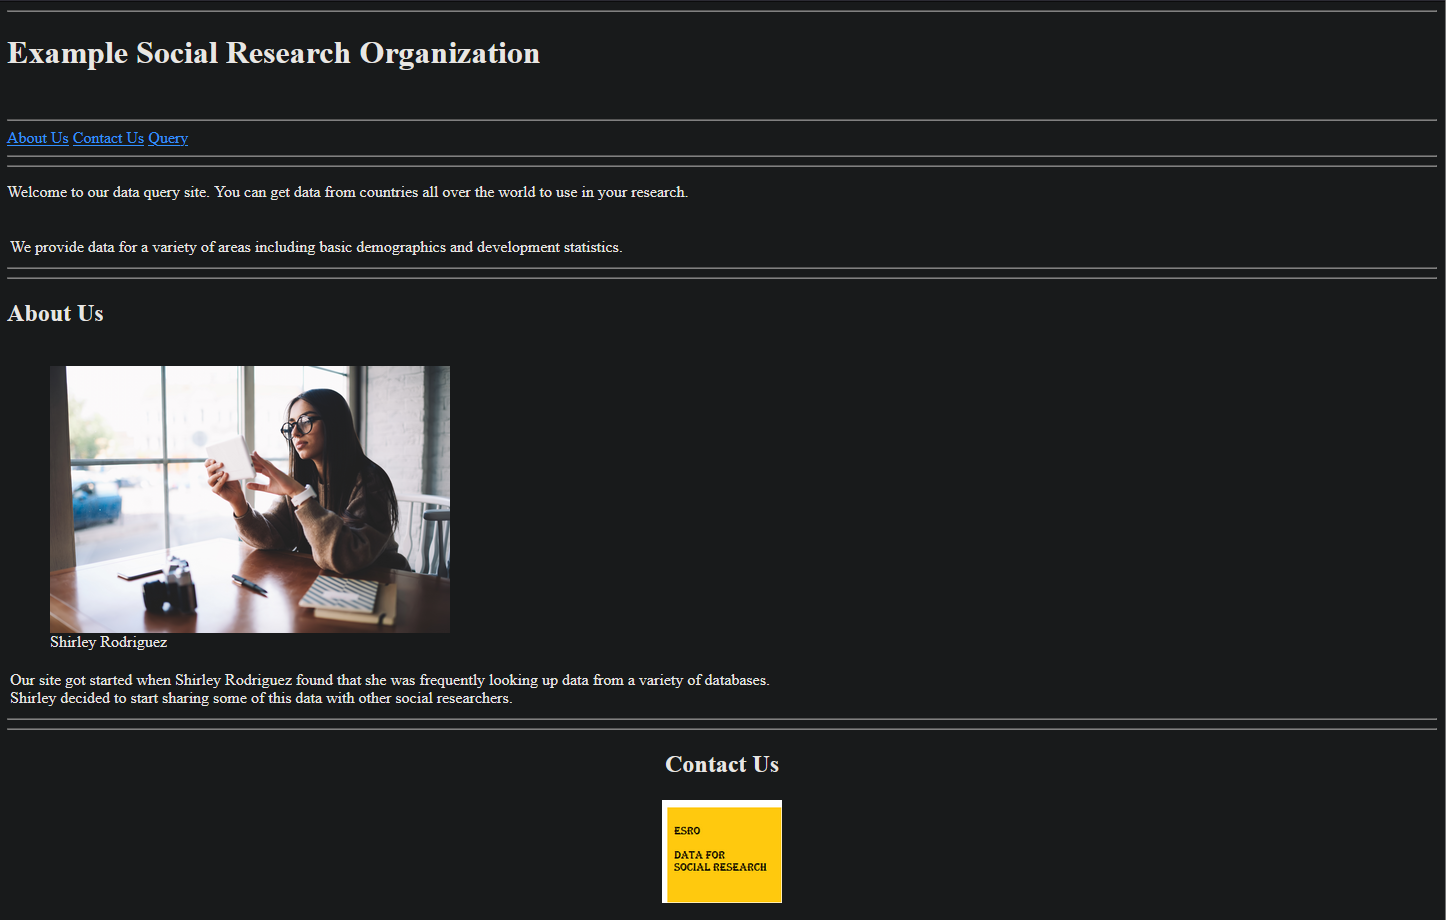 Example Social Research Organization
About Us Contact Us Query
Welcome to our data query site. You can get data from countries all over the world to use in your research.
We provide data for a variety of areas including basic demographics and development statistics.
About Us
Shirley Rodriguez
Our site got started when Shirley Rodriguez found that she was frequently looking up data from a variety of databases.
Shirley decided to start sharing some of this data with other social researchers.
Contact Us
ESRO
DATA FOR
SOCIAL RESEARCH